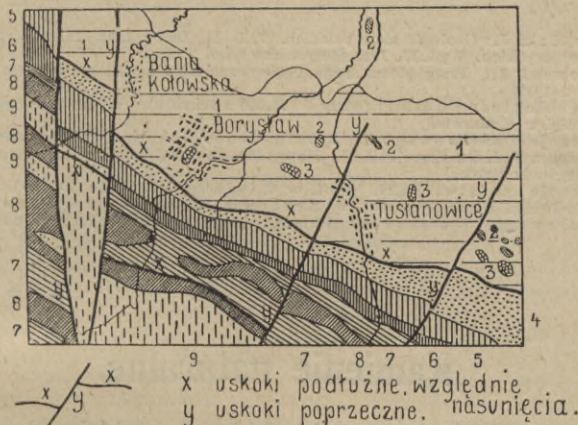 5
6
7
8
9
8
9
8
7
6
7
1 y
x
Bania
Kołowska
1
Borysław
2
2
y
2
1
3
3
y
x
x
Tustanowice
x
2
3
x
y
y
y
4
9 7 8 7 6 5
x x y
x uskoki podłużne, względnie
nasunięcia.
y uskoki poprzeczne.